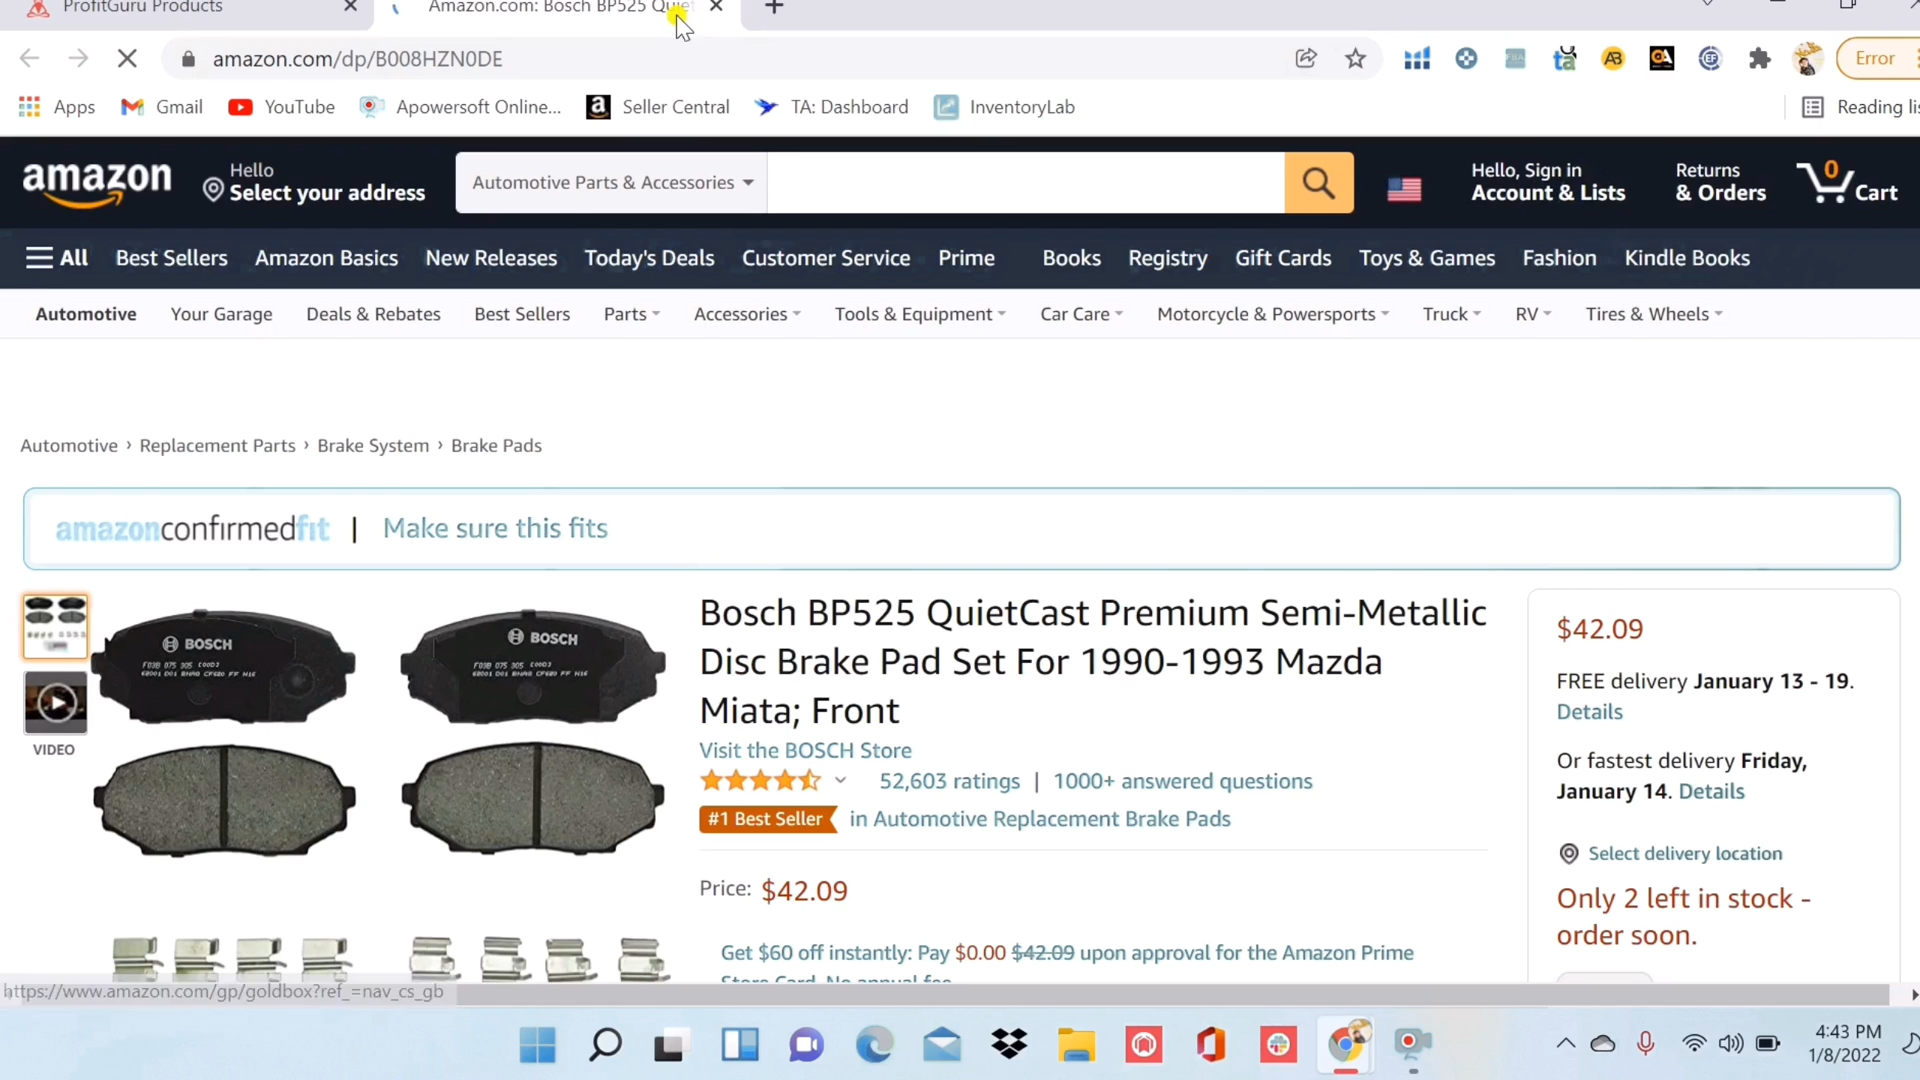 ProfitGuru Products
Amazon.com: Bosch BP525 Quiet
amazon.com/dp/B008HZN0DE
Error
Apps Gmail YouTube Apowersoft Online... Seller Central TA: Dashboard InventoryLab Reading lis
amazon
Hello
Select your address
Automotive Parts & Accessories
Hello, Sign in
Account & Lists
Returns
& Orders
0
Cart
All Best Sellers Amazon Basics New Releases Today's Deals Customer Service Prime Books Registry Gift Cards Toys & Games Fashion Kindle Books
Automotive Your Garage Deals & Rebates Best Sellers Parts Accessories Tools & Equipment Car Care Motorcycle & Powersports Truck RV Tires & Wheels
Automotive › Replacement Parts › Brake System › Brake Pads
amazonconfirmedfit | Make sure this fits
VIDEO
BOSCH
BOSCH
Bosch BP525 QuietCast Premium Semi-Metallic
Disc Brake Pad Set For 1990-1993 Mazda
Miata; Front
Visit the BOSCH Store
52,603 ratings | 1000+ answered questions
#1 Best Seller in Automotive Replacement Brake Pads
Price: $42.09
Get $60 off instantly: Pay $0.00 $42.09 upon approval for the Amazon Prime
Store Card. No annual fee.
$42.09
FREE delivery January 13 - 19.
Details
Or fastest delivery Friday,
January 14. Details
Select delivery location
Only 2 left in stock -
order soon.
https://www.amazon.com/gp/goldbox?ref_=nav_cs_gb
4:43 PM
1/8/2022